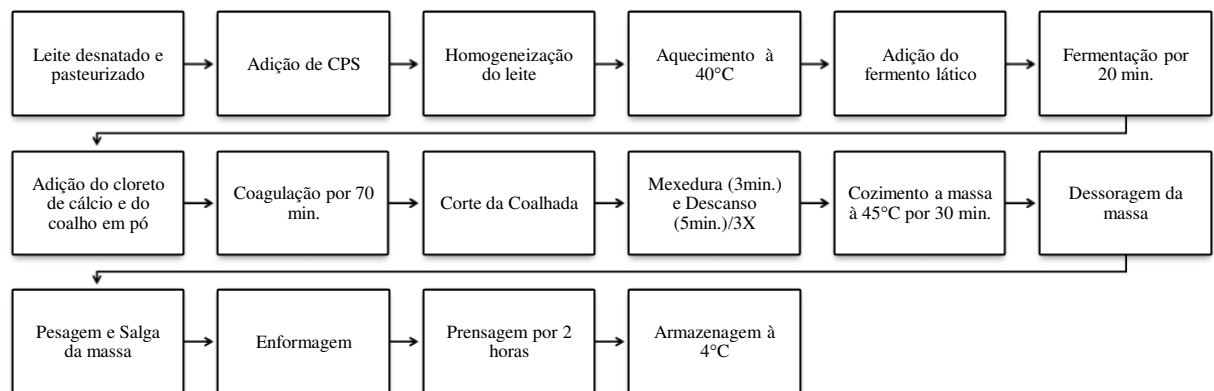 Leite desnatado e
pasteurizado
Adição de CPS
Homogeneização
do leite
Aquecimento à
40°C
Adição do
fermento lático
Fermentação por
20 min.
Adição do cloreto
de cálcio e do
coalho em pó
Coagulação por 70
min.
Corte da Coalhada
Mexedura (3min.)
e Descanso
(5min.)/3X
Cozimento a massa
à 45°C por 30 min.
Dessoragem da
massa
Pesagem e Salga
da massa
Enformagem
Prensagem por 2
horas
Armazenagem à
4°C